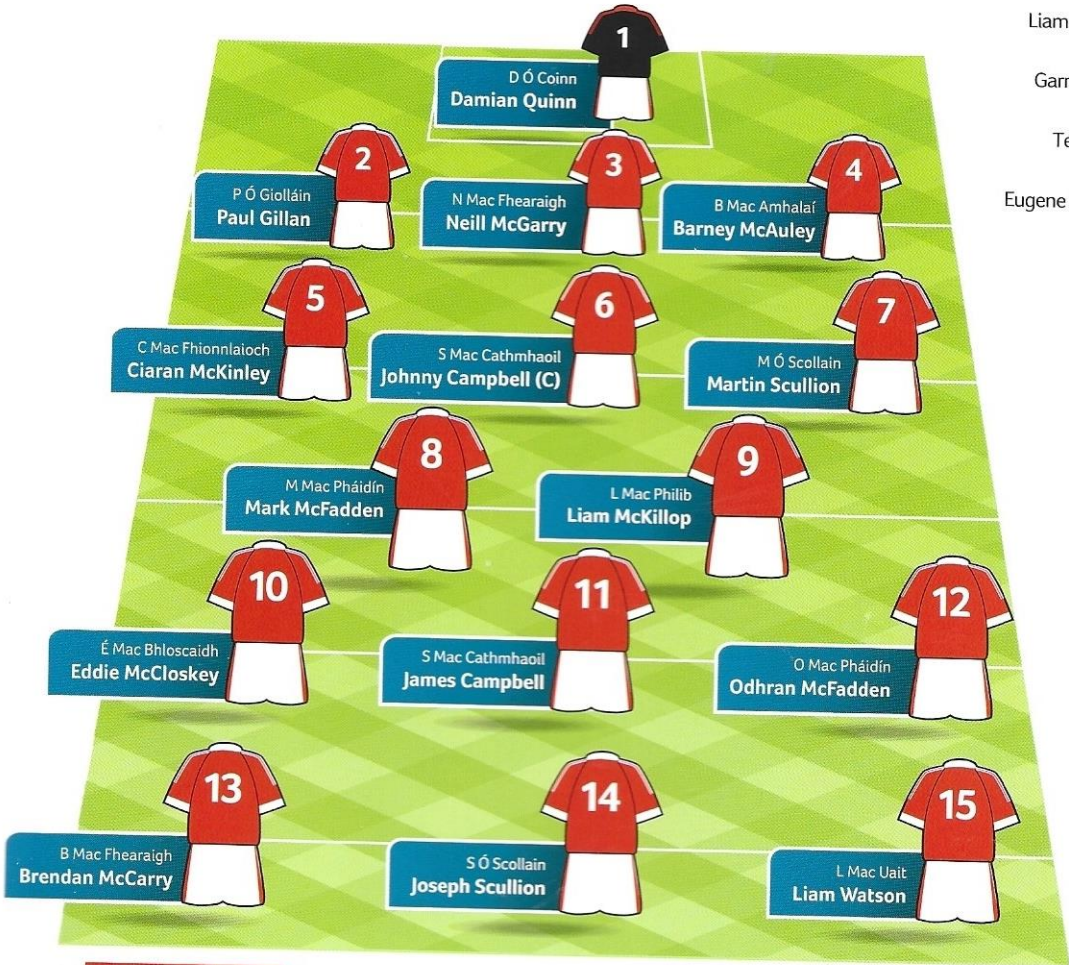 Liam
Garr
Te
Eugene
1
D Ó Coinn
Damian Quinn
2
P Ó Giolláin
Paul Gillan
3
N Mac Fhearaigh
Neill McGarry
4
B Mac Amhalaí
Barney McAuley
5
C Mac Fhionnlaioch
Ciaran McKinley
6
S Mac Cathmhaoil
Johnny Campbell (C)
7
M Ó Scollain
Martin Scullion
8
M Mac Pháidín
Mark McFadden
9
L Mac Philib
Liam McKillop
10
É Mac Bhloscaidh
Eddie McCloskey
11
S Mac Cathmhaoil
James Campbell
12
O Mac Pháidín
Odhran McFadden
13
B Mac Fhearaigh
Brendan McCarry
14
S Ó Scollain
Joseph Scullion
15
L Mac Uait
Liam Watson